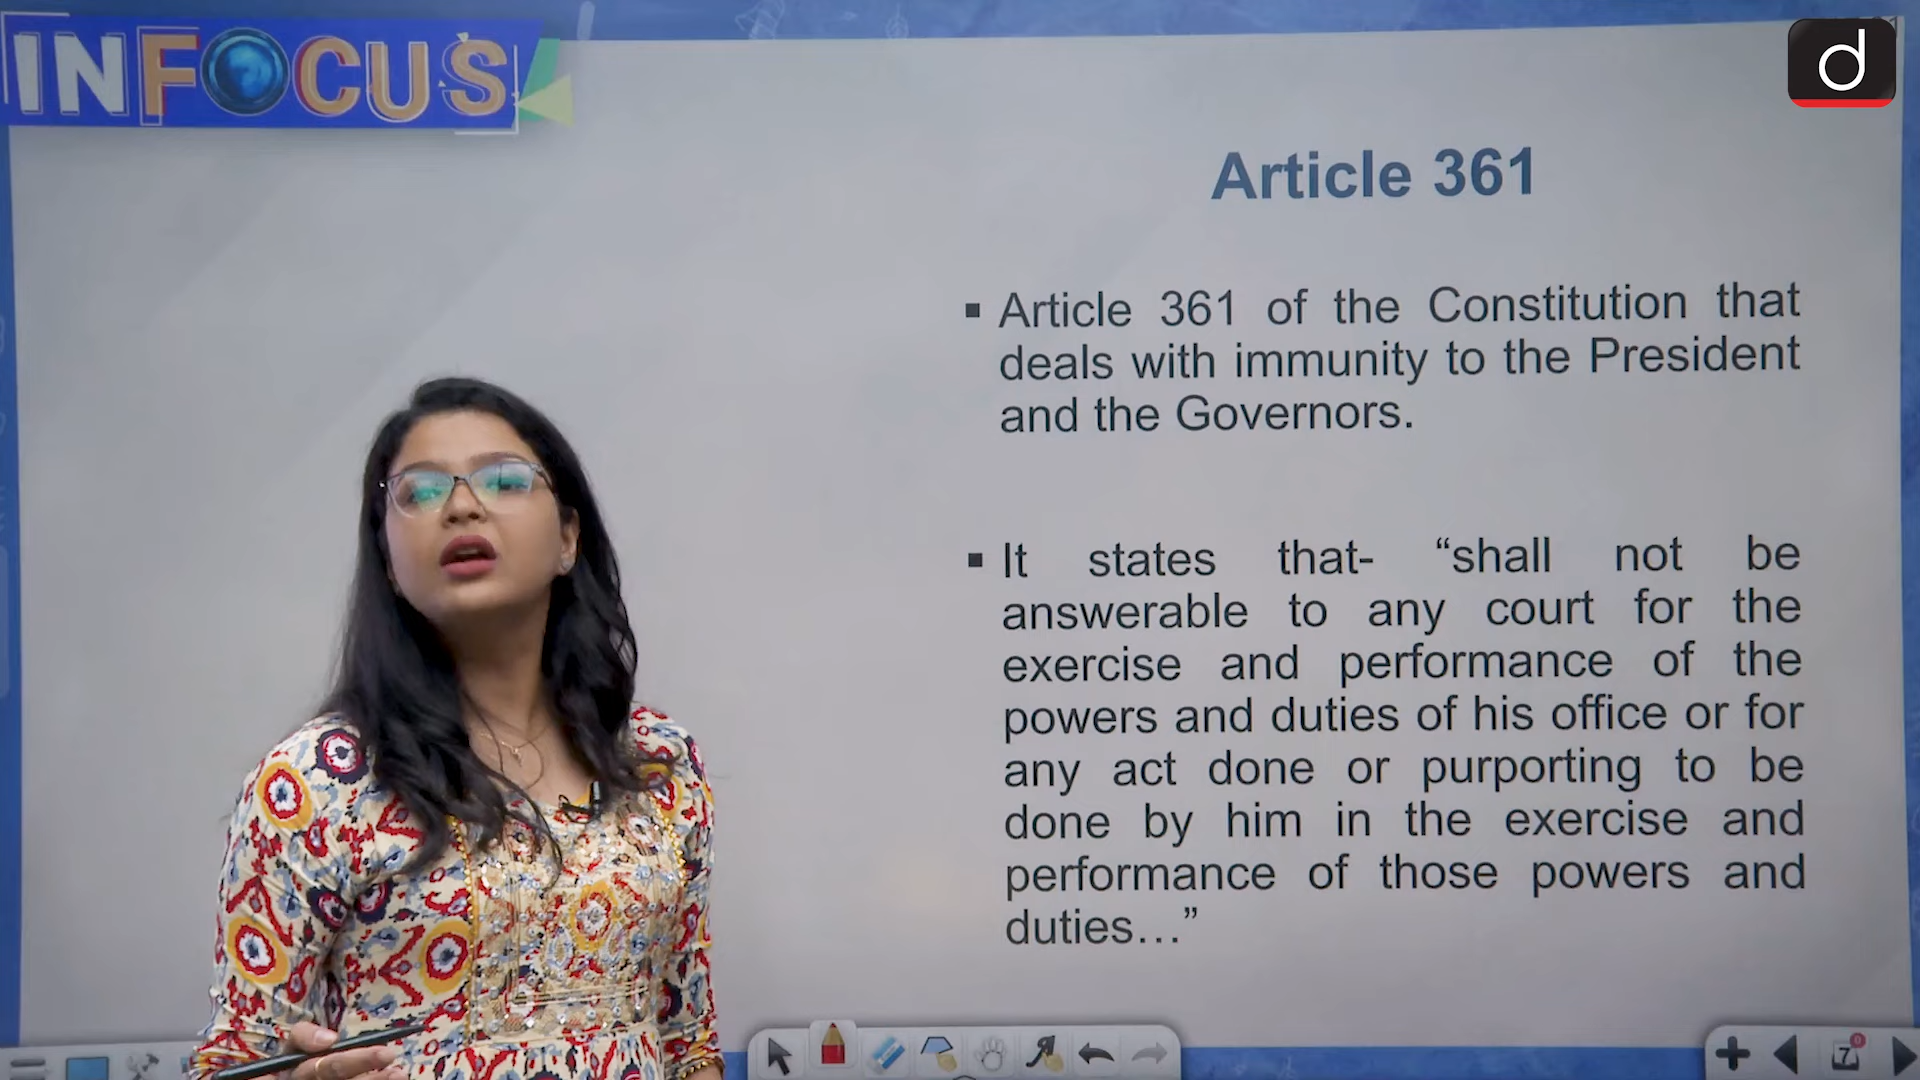 INFOCUS
d
Article 361
▪ Article 361 of the Constitution that
deals with immunity to the President
and the Governors.
▪ It states that- “shall not be
answerable to any court for the
exercise and performance of the
powers and duties of his office or for
any act done or purporting to be
done by him in the exercise and
performance of those powers and
duties…”
7
0